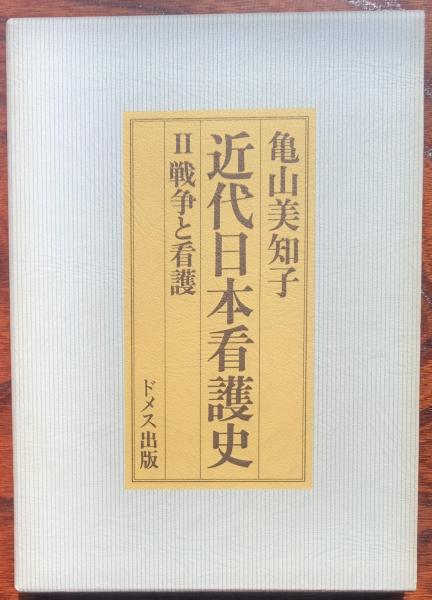 亀山美知子
近代日本看護史
Ⅱ 戦争と看護
ドメス出版